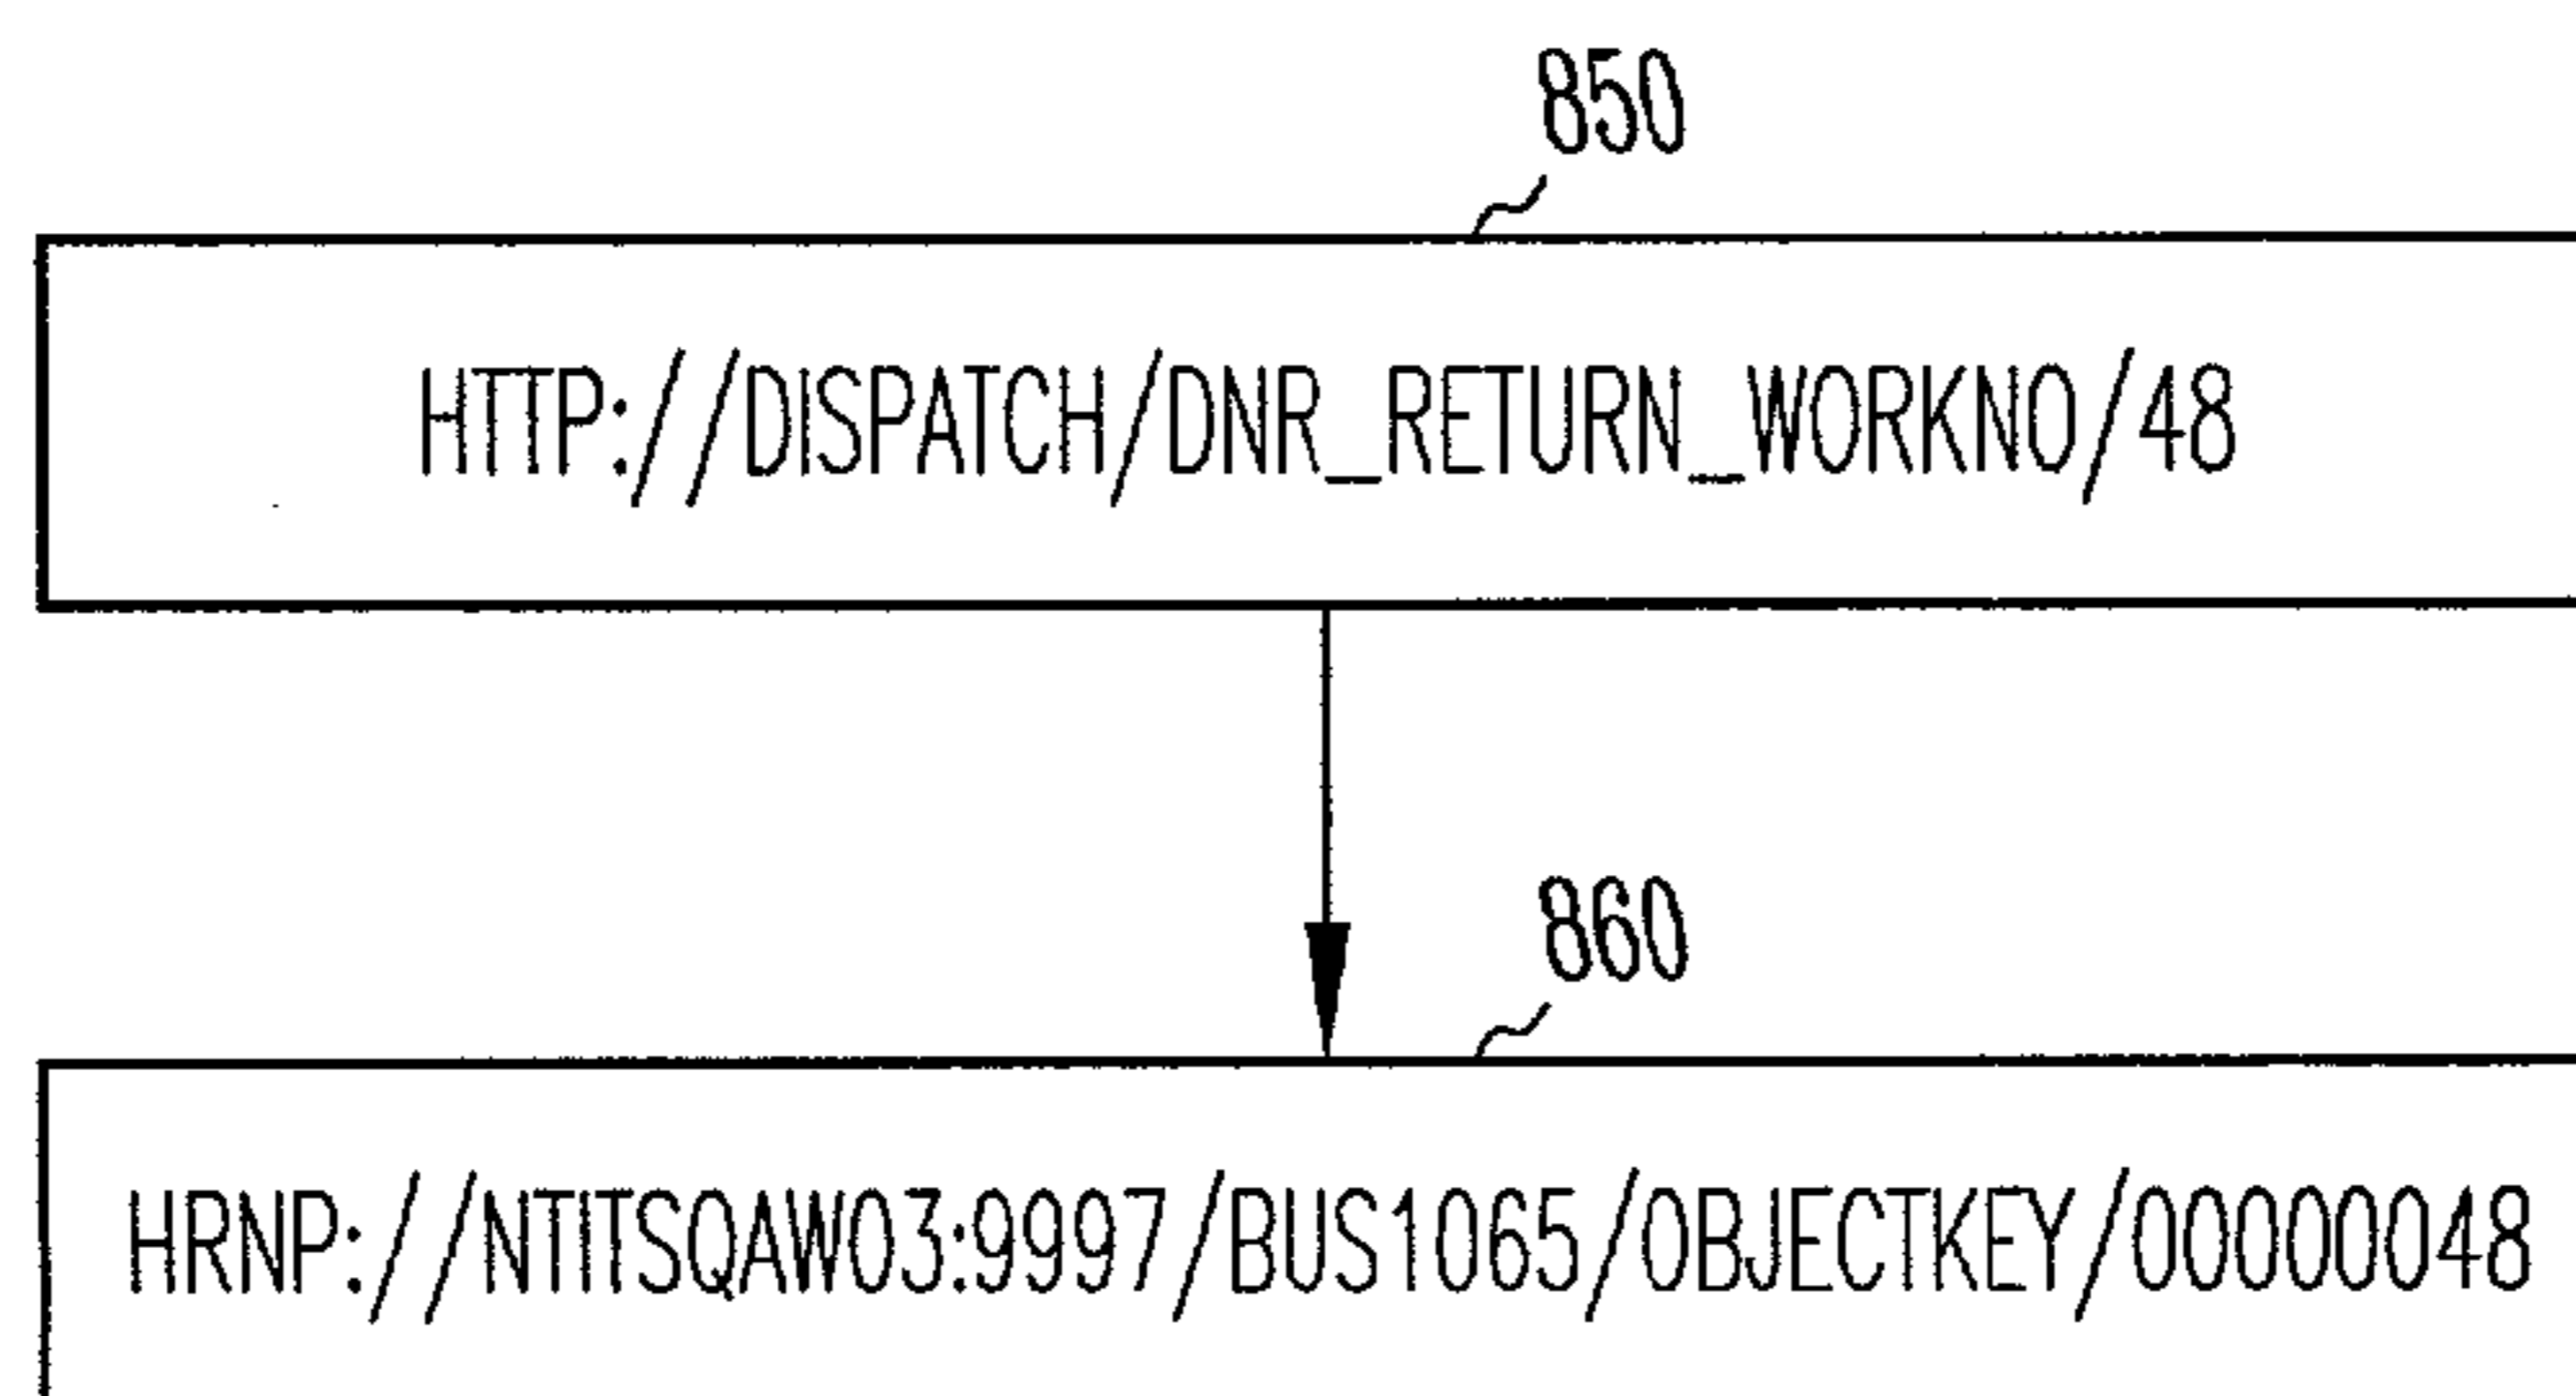 850
HTTP://DISPATCH/DNR_RETURN_WORKNO/48
860
HRNP://NTITSQAW03:9997/BUS1065/OBJECTKEY/00000048